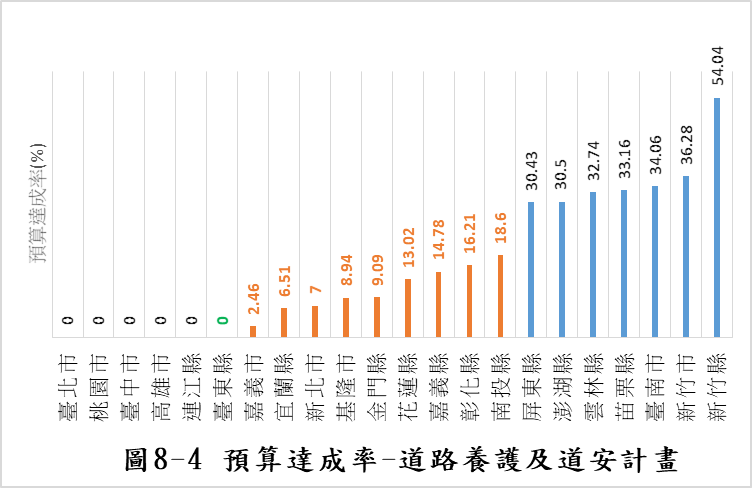 預算達成率(%)
0
0
0
0
0
0
2.46
6.51
7
8.94
9.09
13.02
14.78
16.21
18.6
30.43
30.5
32.74
33.16
34.06
36.28
54.04
臺北市
桃園市
臺中市
高雄市
連江縣
臺東縣
嘉義市
宜蘭縣
新北市
基隆市
金門縣
花蓮縣
嘉義縣
彰化縣
南投縣
屏東縣
澎湖縣
雲林縣
苗栗縣
臺南市
新竹市
新竹縣
圖8-4 預算達成率-道路養護及道安計畫